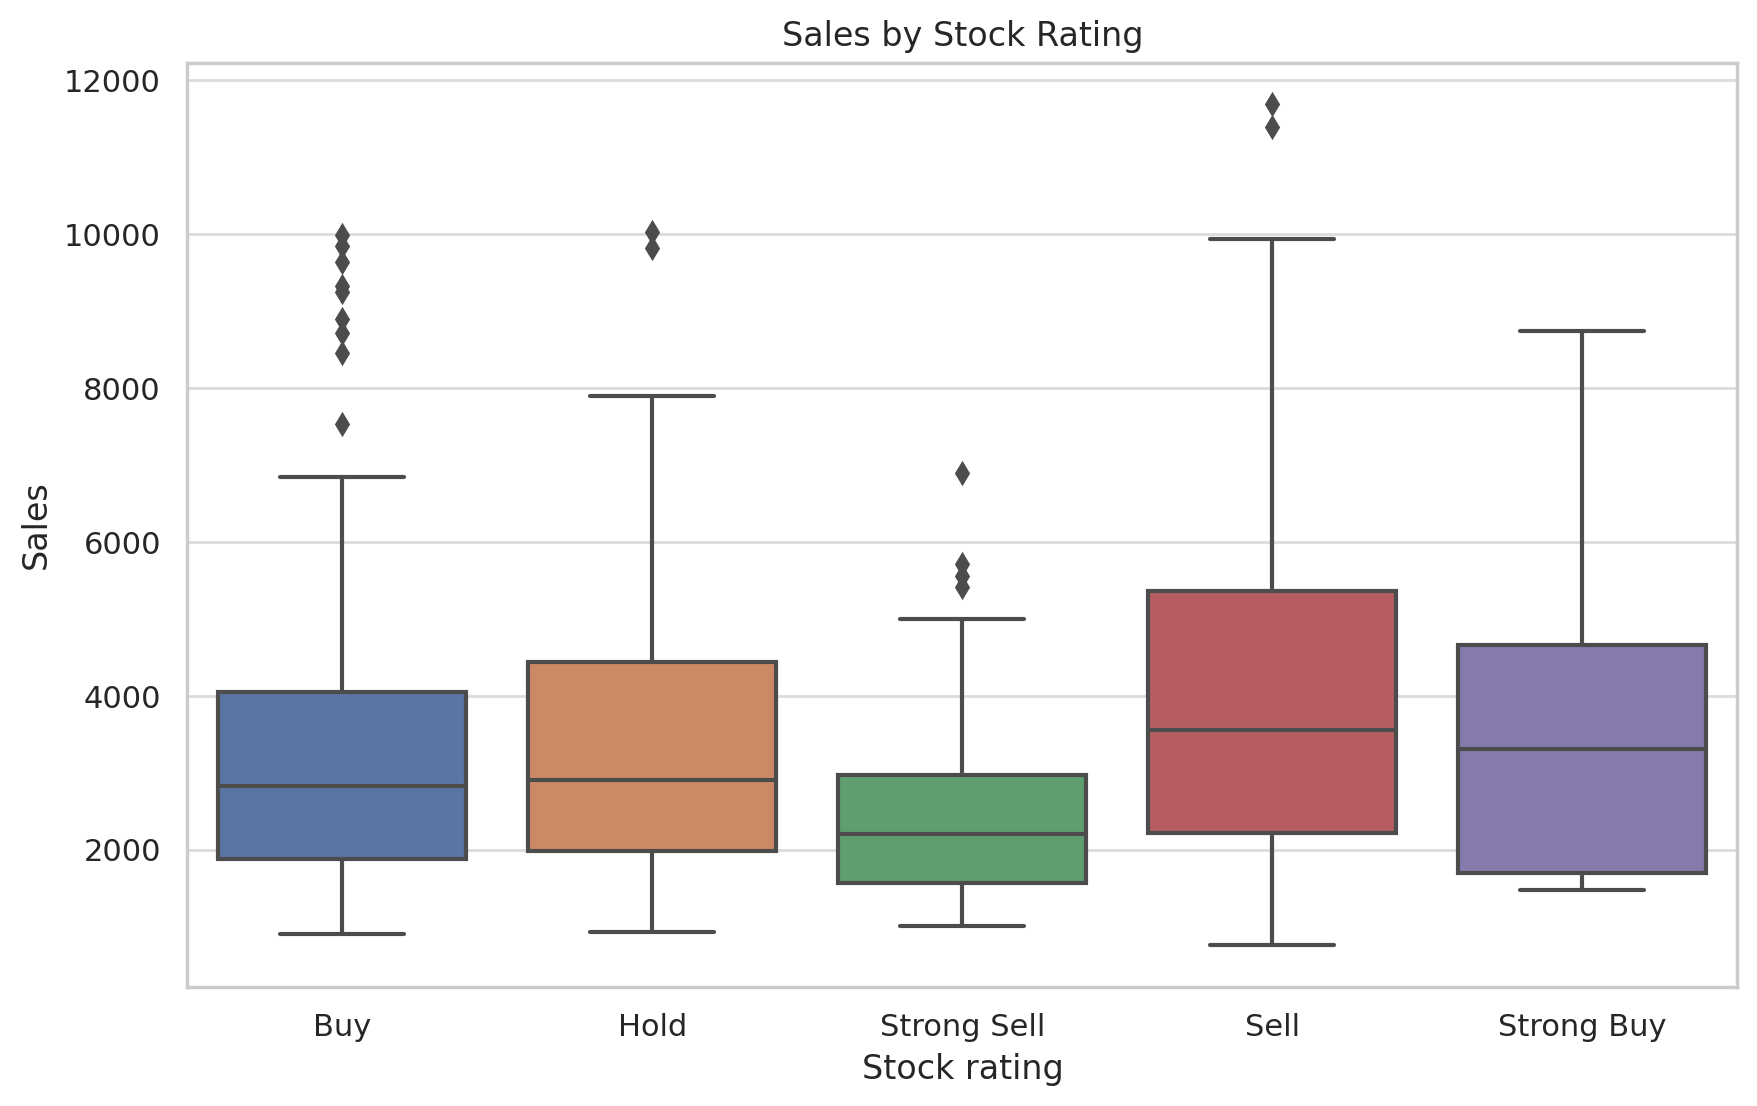 Sales by Stock Rating
12000
10000
8000
6000
4000
2000
Sales
Buy
Hold
Strong Sell
Sell
Strong Buy
Stock rating